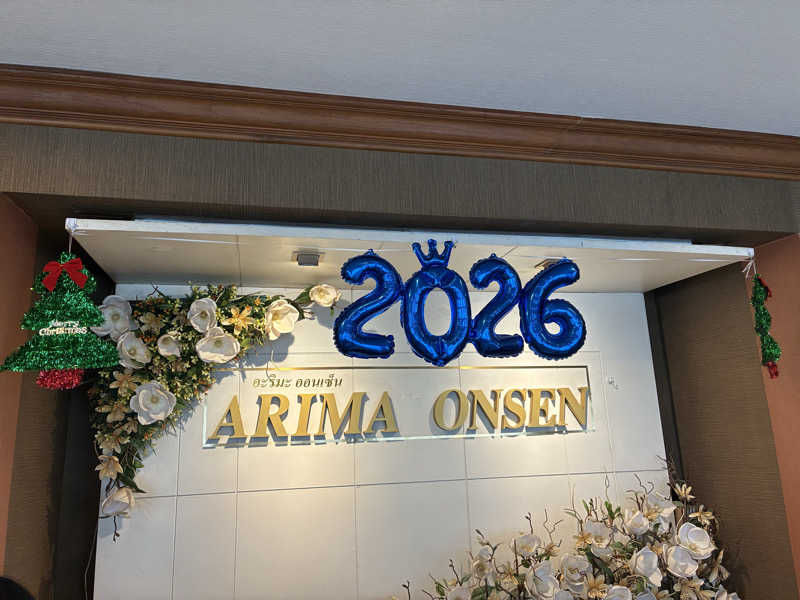 2026
Merry
Christmas
อะริมะ ออนเซ็น
ARIMA ONSEN